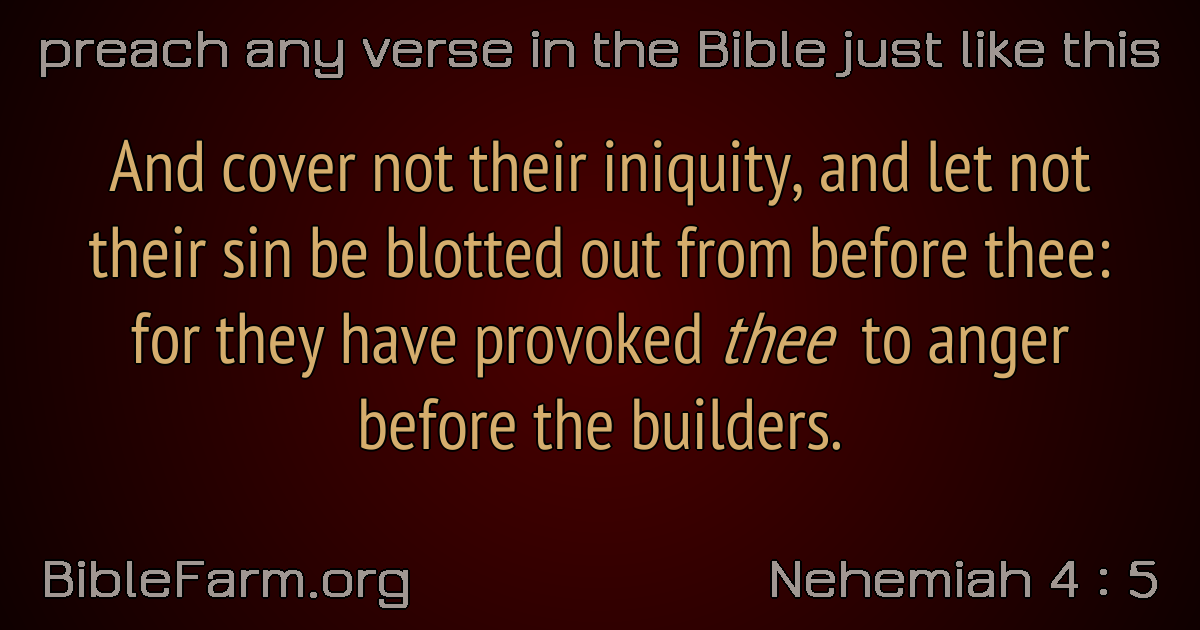 preach any verse in the Bible just like this
And cover not their iniquity, and let not
their sin be blotted out from before thee:
for they have provoked thee to anger
before the builders.
BibleFarm.org
Nehemiah 4 : 5